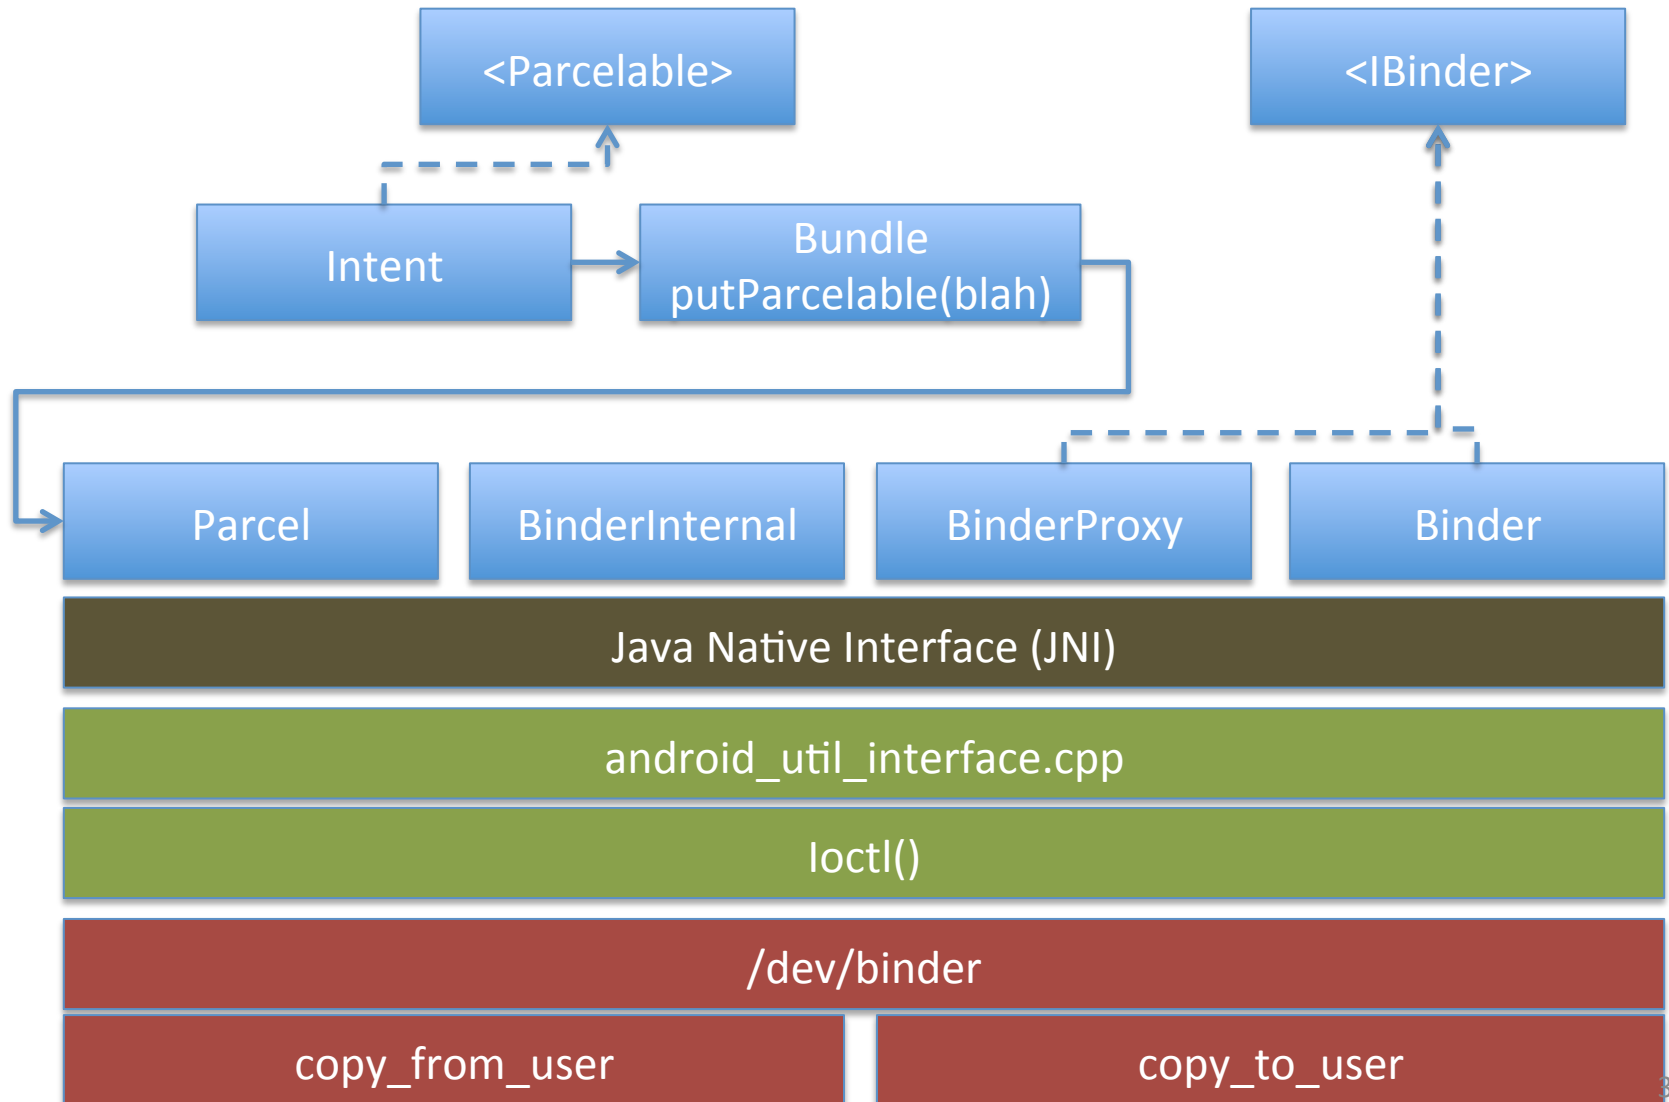 <Parcelable>
<IBinder>
Intent
Bundle
putParcelable(blah)
Parcel
BinderInternal
BinderProxy
Binder
Java Native Interface (JNI)
android_util_interface.cpp
Ioctl()
/dev/binder
copy_from_user
copy_to_user
3